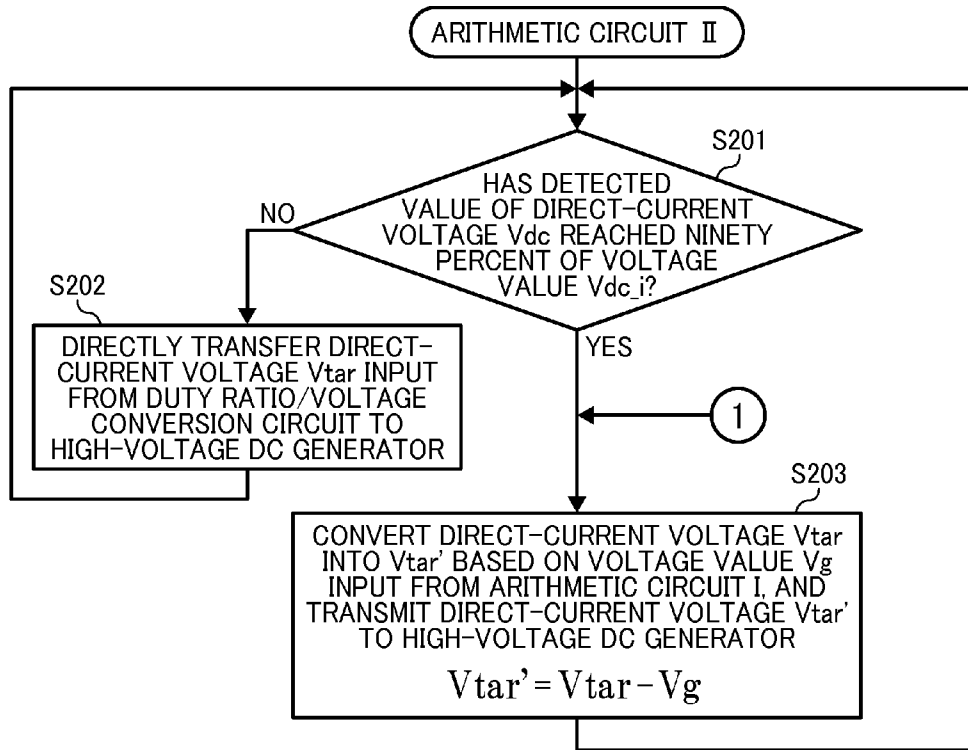 ARITHMETIC CIRCUIT Ⅱ
S201
HAS DETECTED
VALUE OF DIRECT-CURRENT
VOLTAGE Vdc REACHED NINETY
PERCENT OF VOLTAGE
VALUE Vdc_i?
NO
YES
S202
DIRECTLY TRANSFER DIRECT-
CURRENT VOLTAGE Vtar INPUT
FROM DUTY RATIO/VOLTAGE
CONVERSION CIRCUIT TO
HIGH-VOLTAGE DC GENERATOR
1
S203
CONVERT DIRECT-CURRENT VOLTAGE Vtar
INTO Vtar' BASED ON VOLTAGE VALUE Vg
INPUT FROM ARITHMETIC CIRCUIT I, AND
TRANSMIT DIRECT-CURRENT VOLTAGE Vtar'
TO HIGH-VOLTAGE DC GENERATOR
Vtar' = Vtar - Vg